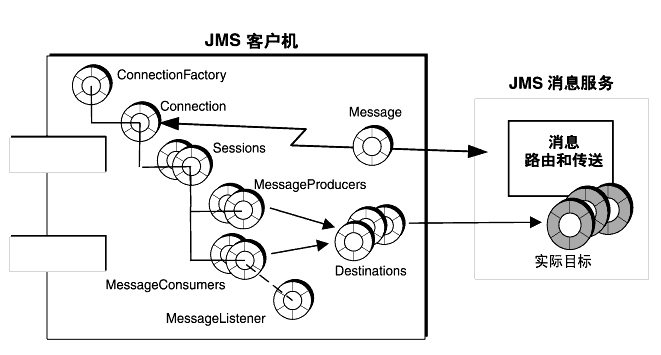 JMS 客户机
ConnectionFactory
Connection
Message
Sessions
MessageProducers
MessageConsumers
Destinations
MessageListener
JMS 消息服务
消息
路由和传送
实际目标